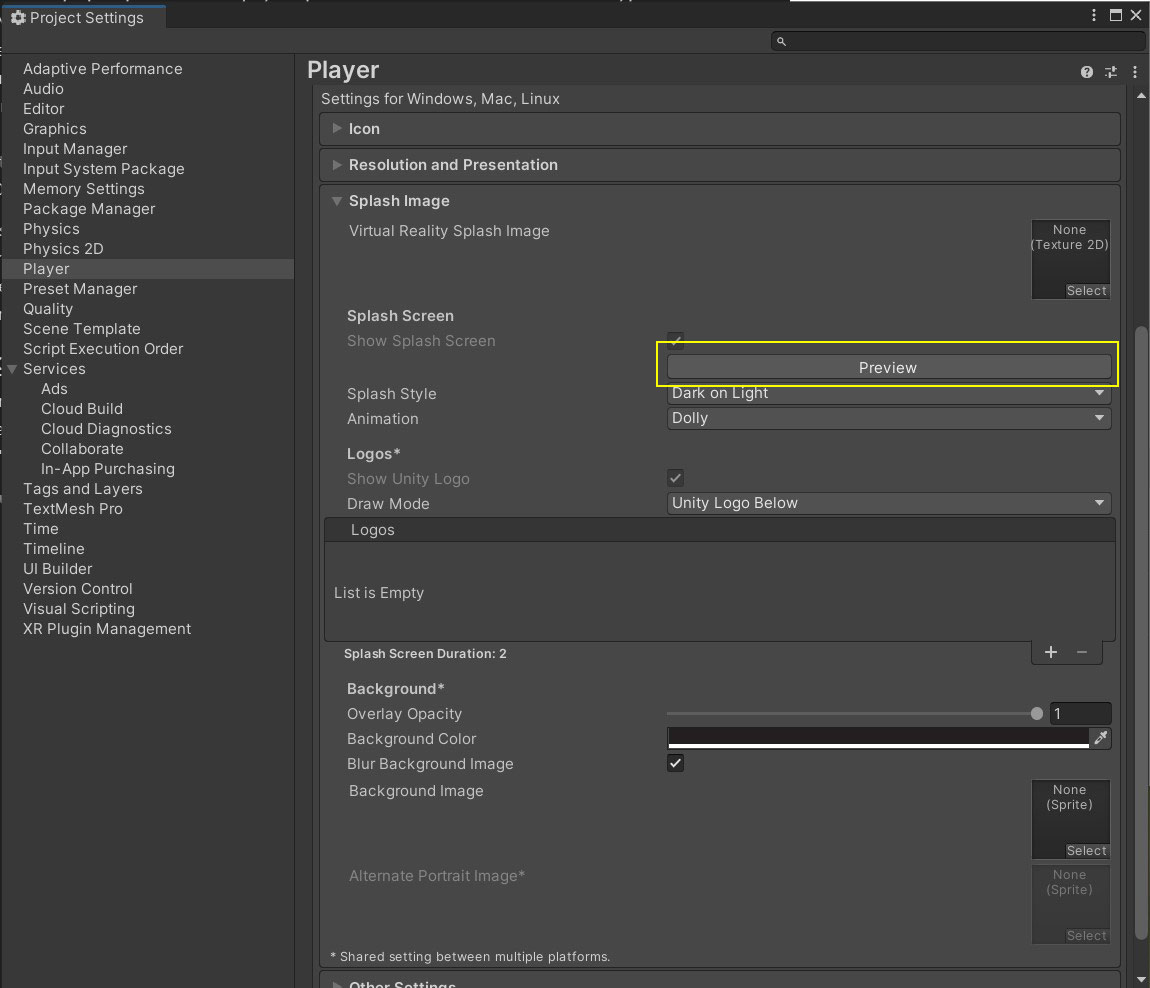 Project Settings
Adaptive Performance
Audio
Editor
Graphics
Input Manager
Input System Package
Memory Settings
Package Manager
Physics
Physics 2D
Player
Preset Manager
Quality
Scene Template
Script Execution Order
Services
Ads
Cloud Build
Cloud Diagnostics
Collaborate
In-App Purchasing
Tags and Layers
TextMesh Pro
Time
Timeline
UI Builder
Version Control
Visual Scripting
XR Plugin Management
Player
Settings for Windows, Mac, Linux
Icon
Resolution and Presentation
Splash Image
Virtual Reality Splash Image
None
(Texture 2D)
Select
Splash Screen
Show Splash Screen
Preview
Splash Style Dark on Light
Animation Dolly
Logos*
Show Unity Logo
Draw Mode Unity Logo Below
Logos
List is Empty
Splash Screen Duration: 2
Background*
Overlay Opacity 1
Background Color
Blur Background Image
Background Image
None
(Sprite)
Select
Alternate Portrait Image*
None
(Sprite)
Select
* Shared setting between multiple platforms.
Other Settings